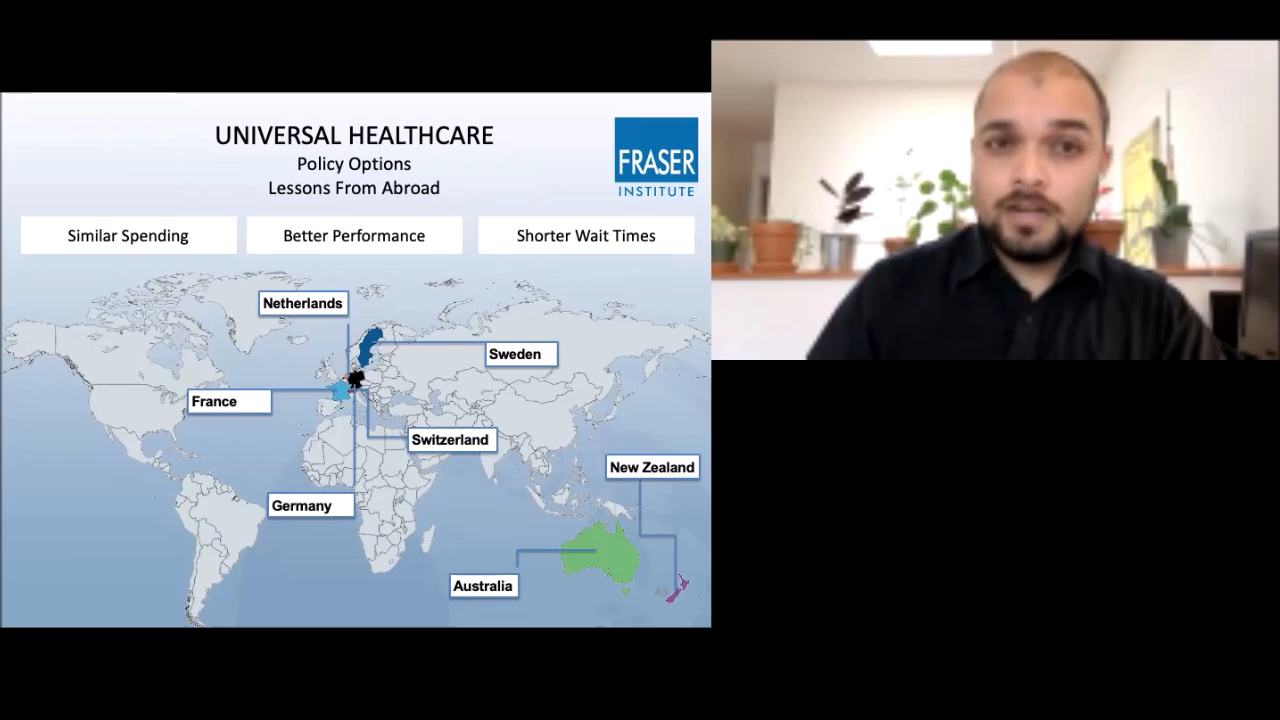 UNIVERSAL HEALTHCARE
Policy Options
Lessons From Abroad
FRASER
INSTITUTE
Similar Spending
Better Performance
Shorter Wait Times
Netherlands
Sweden
France
Switzerland
New Zealand
Germany
Australia